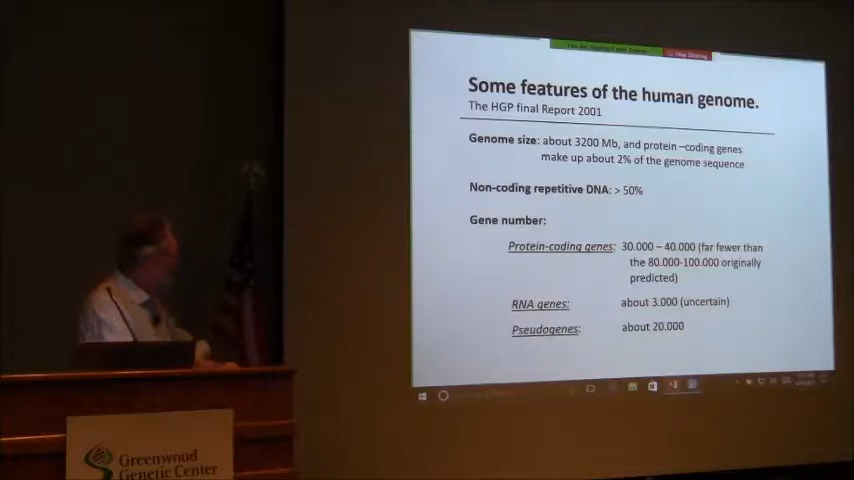 Stop Sharing
Some features of the human genome.
The HGP final Report 2001
Genome size: about 3200 Mb, and protein –coding genes
make up about 2% of the genome sequence
Non-coding repetitive DNA: > 50%
Gene number:
Protein-coding genes: 30.000 – 40.000 (far fewer than
the 80.000-100.000 originally
predicted)
RNA genes: about 3.000 (uncertain)
Pseudogenes: about 20.000
Greenwood
Genetic Center